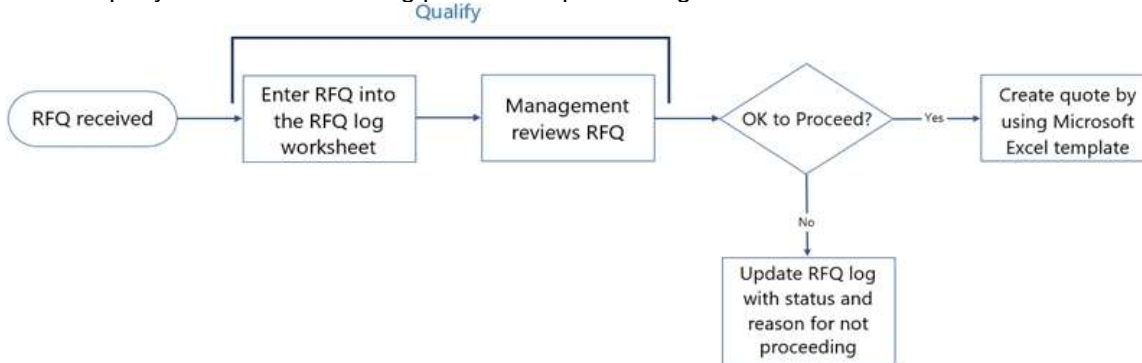 Qualify
RFQ received
Enter RFQ into
the RFQ log
worksheet
Management
reviews RFQ
OK to Proceed?
Yes
Create quote by
using Microsoft
Excel template
No
Update RFQ log
with status and
reason for not
proceeding